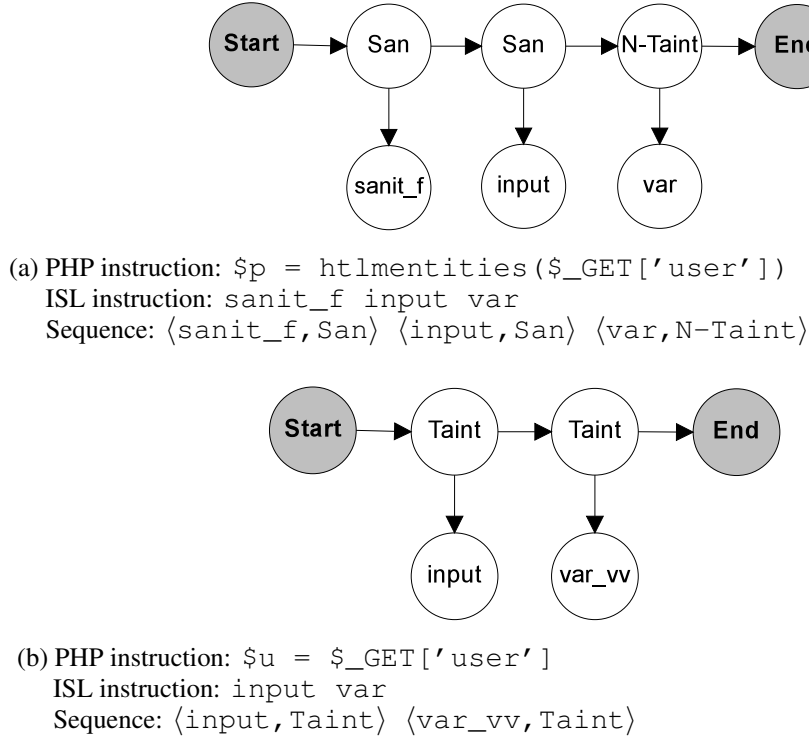 Start San San N-Taint En
sanit_f input var
(a) PHP instruction: $p = htlmentities($_GET['user'])
ISL instruction: sanit_f input var
Sequence: ⟨sanit_f,San⟩ ⟨input,San⟩ ⟨var,N-Taint⟩
Start Taint Taint End
input var_vv
(b) PHP instruction: $u = $_GET['user']
ISL instruction: input var
Sequence: ⟨input,Taint⟩ ⟨var_vv,Taint⟩